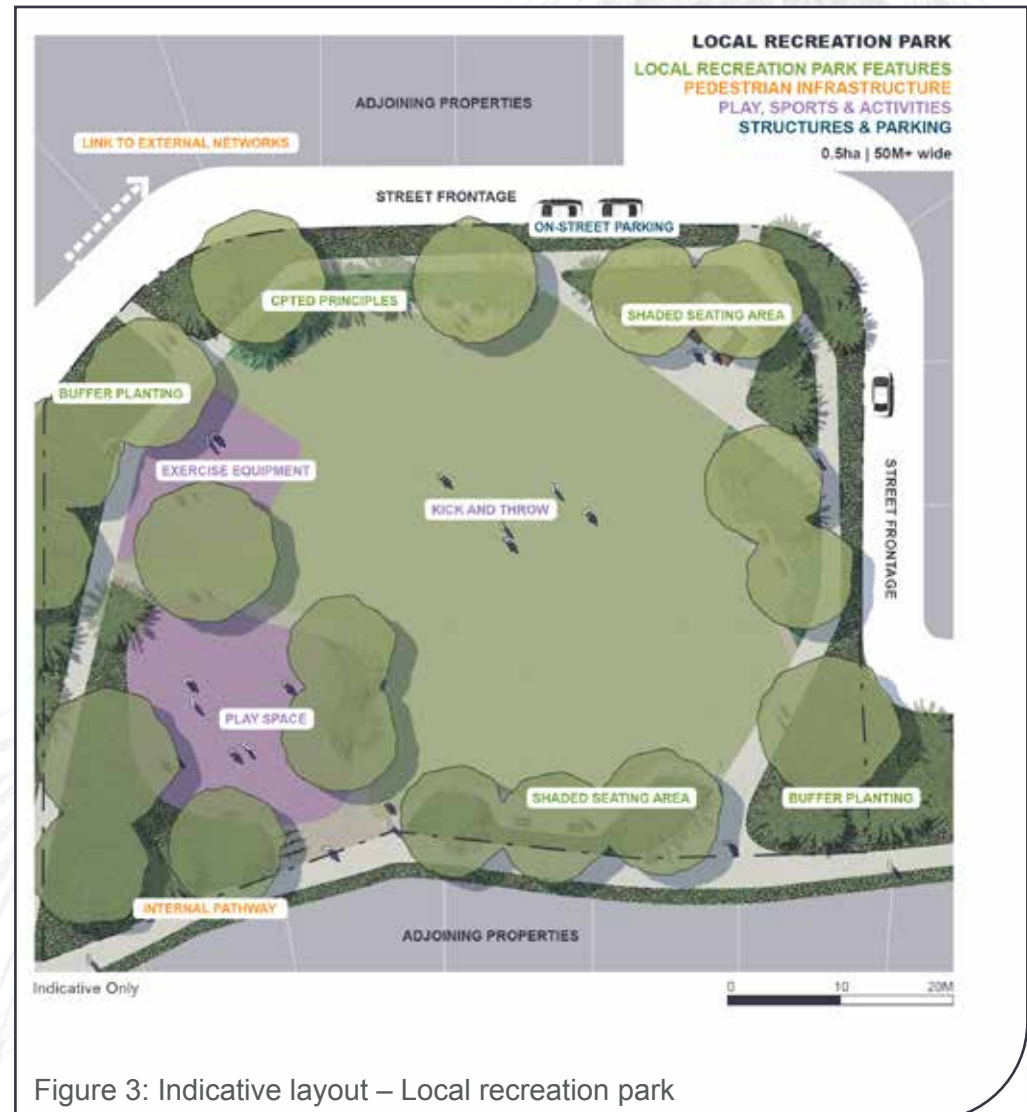 LOCAL RECREATION PARK
LOCAL RECREATION PARK FEATURES
PEDESTRIAN INFRASTRUCTURE
PLAY, SPORTS & ACTIVITIES
STRUCTURES & PARKING
0.5ha | 50M+ wide
ADJOINING PROPERTIES
LINK TO EXTERNAL NETWORKS
STREET FRONTAGE
ON-STREET PARKING
CPTED PRINCIPLES
SHADED SEATING AREA
BUFFER PLANTING
EXERCISE EQUIPMENT
KICK AND THROW
STREET FRONTAGE
PLAY SPACE
SHADED SEATING AREA
BUFFER PLANTING
INTERNAL PATHWAY
ADJOINING PROPERTIES
Indicative Only
0 10 20M
Figure 3: Indicative layout – Local recreation park